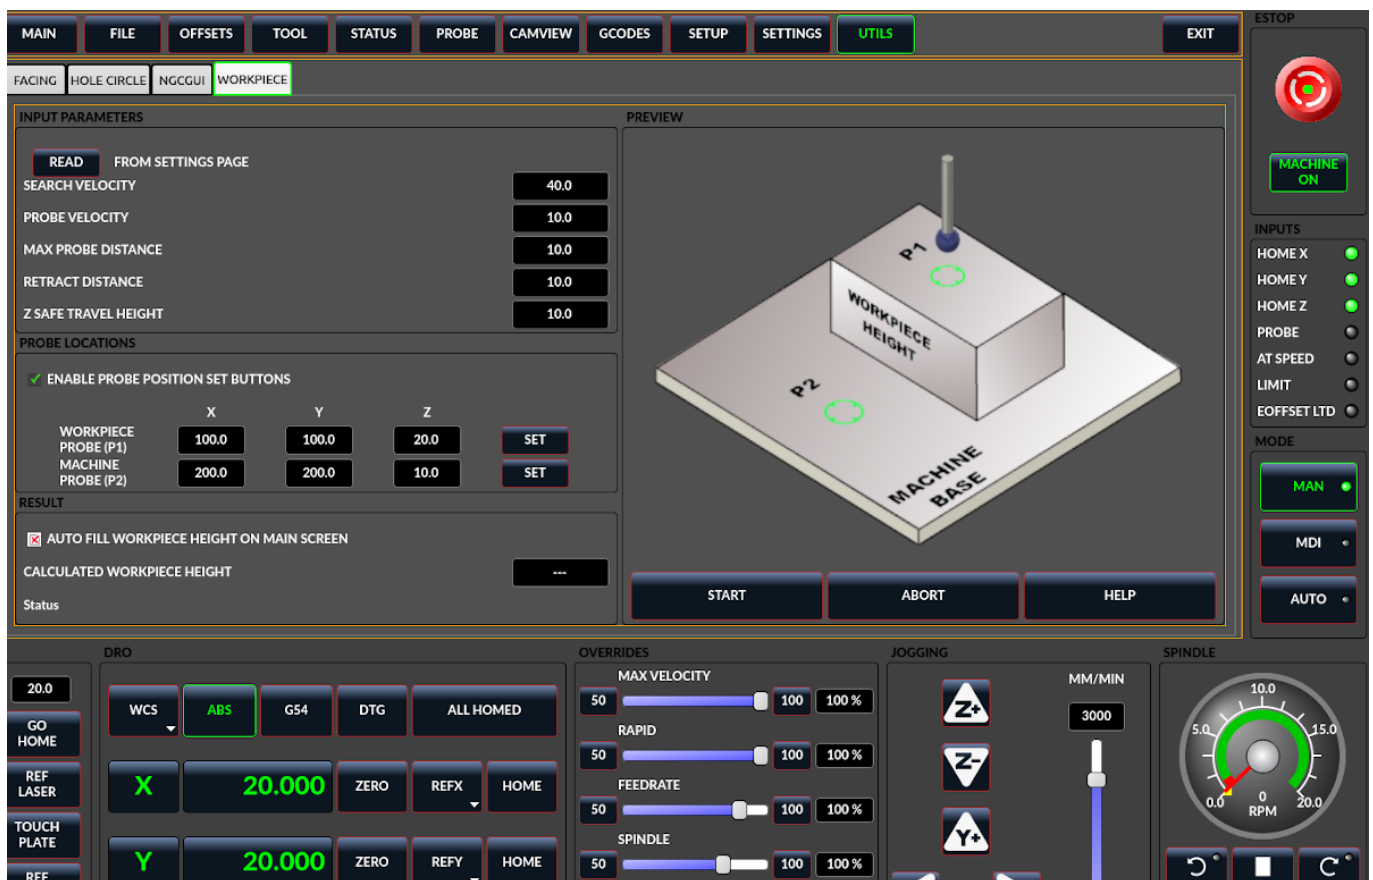 MAIN
FILE
OFFSETS
TOOL
STATUS
PROBE
CAMVIEW
GCODES
SETUP
SETTINGS
UTILS
EXIT
ESTOP
MACHINE
ON
FACING
HOLE CIRCLE
NGCGUI
WORKPIECE
INPUT PARAMETERS
READ
FROM SETTINGS PAGE
SEARCH VELOCITY
40.0
PROBE VELOCITY
10.0
MAX PROBE DISTANCE
10.0
RETRACT DISTANCE
10.0
Z SAFE TRAVEL HEIGHT
10.0
PROBE LOCATIONS
ENABLE PROBE POSITION SET BUTTONS
X Y Z
WORKPIECE
PROBE (P1)
100.0
100.0
20.0
SET
MACHINE
PROBE (P2)
200.0
200.0
10.0
SET
RESULT
AUTO FILL WORKPIECE HEIGHT ON MAIN SCREEN
CALCULATED WORKPIECE HEIGHT
---
Status
PREVIEW
P1
WORKPIECE
HEIGHT
P2
MACHINE
BASE
START
ABORT
HELP
INPUTS
HOME X
HOME Y
HOME Z
PROBE
AT SPEED
LIMIT
EOFFSET LTD
MODE
MAN
MDI
AUTO
20.0
GO
HOME
REF
LASER
TOUCH
PLATE
REF
DRO
WCS
ABS
G54
DTG
ALL HOMED
X
20.000
ZERO
REFX
HOME
Y
20.000
ZERO
REFY
HOME
OVERRIDES
MAX VELOCITY
50
100
100 %
RAPID
50
100
100 %
FEEDRATE
50
100
100 %
SPINDLE
50
100
100 %
JOGGING
Z+
Z-
Y+
MM/MIN
3000
SPINDLE
10.0
5.0
15.0
0.0
0
20.0
RPM